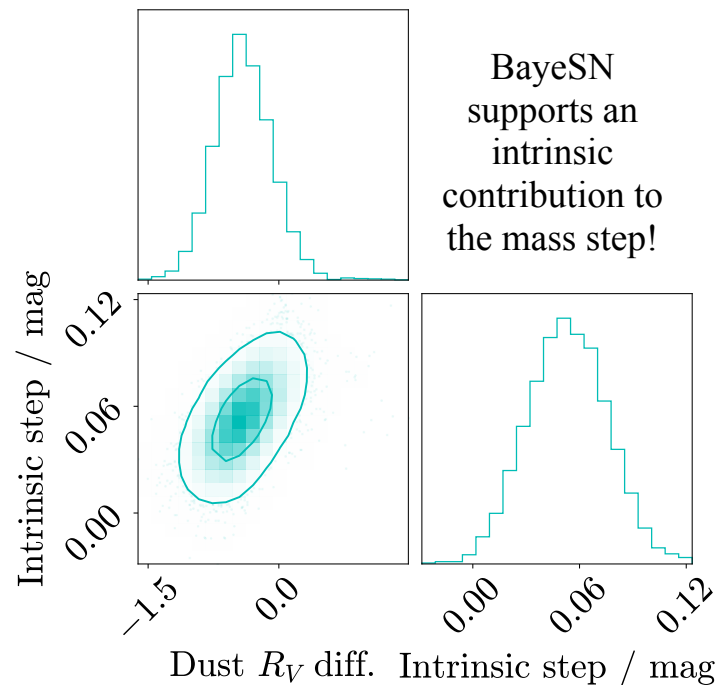 BayeSN
supports an
intrinsic
contribution to
the mass step!
Intrinsic step / mag
0.12
0.06
0.00
−1.5
0.0
0.00
0.06
0.12
Dust R_V diff.
Intrinsic step / mag